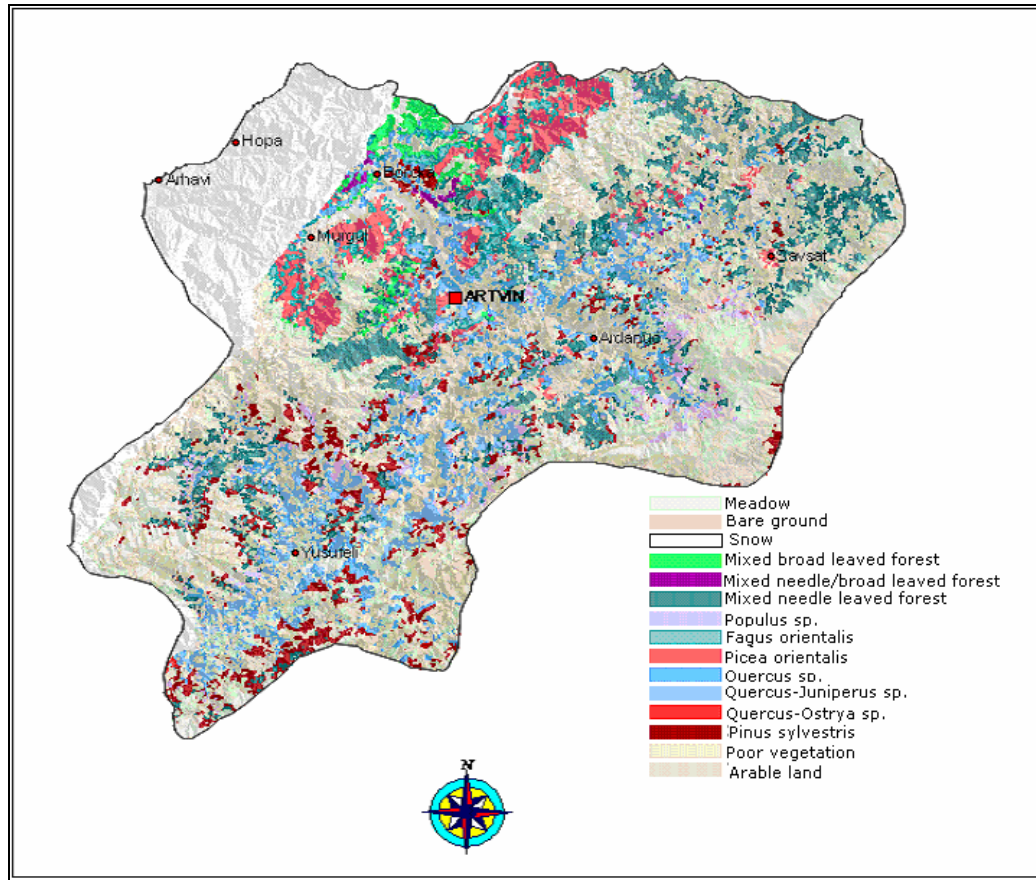 Hopa
Arhavi
Borçka
Murgul
Savsat
ARTVIN
Ardanuc
Yusufeli
Meadow
Bare ground
Snow
Mixed broad leaved forest
Mixed needle/broad leaved forest
Mixed needle leaved forest
Populus sp.
Fagus orientalis
Picea orientalis
Quercus sp.
Quercus-Juniperus sp.
Quercus-Ostrya sp.
Pinus sylvestris
Poor vegetation
Arable land
N